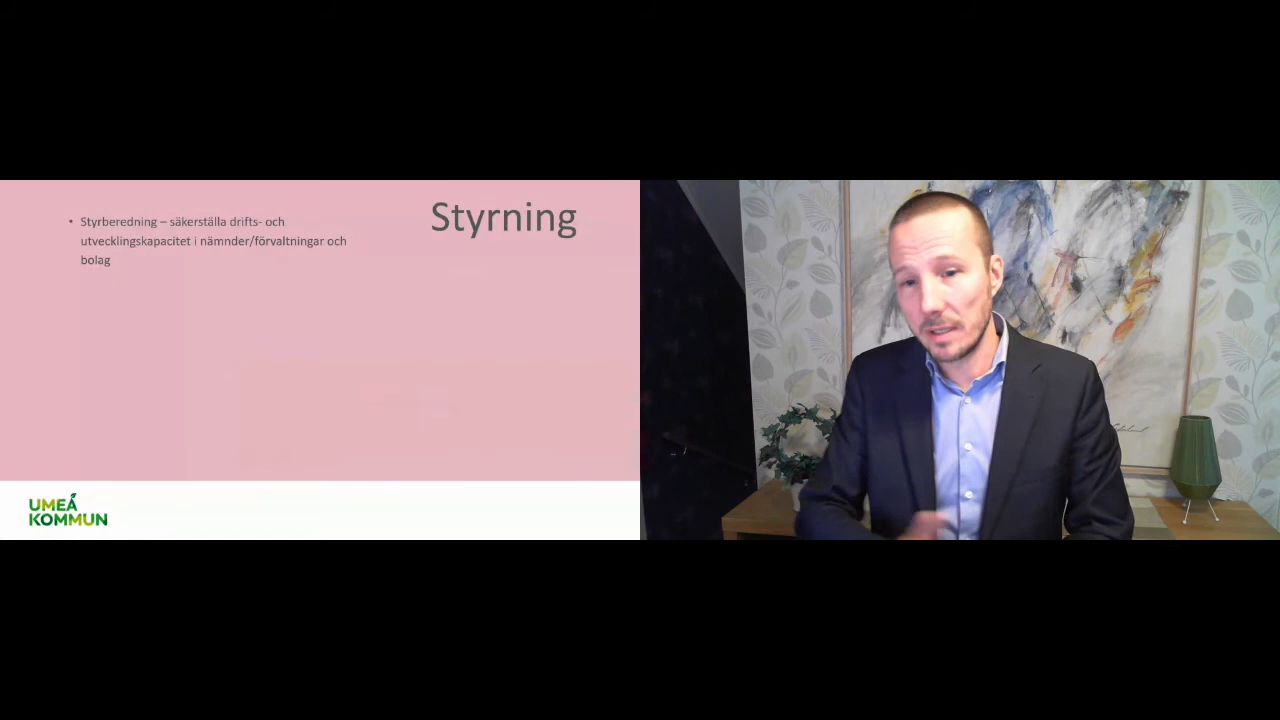 Styrning
• Styrberedning – säkerställa drifts- och
utvecklingskapacitet i nämnder/förvaltningar och
bolag
UMEÅ
KOMMUN